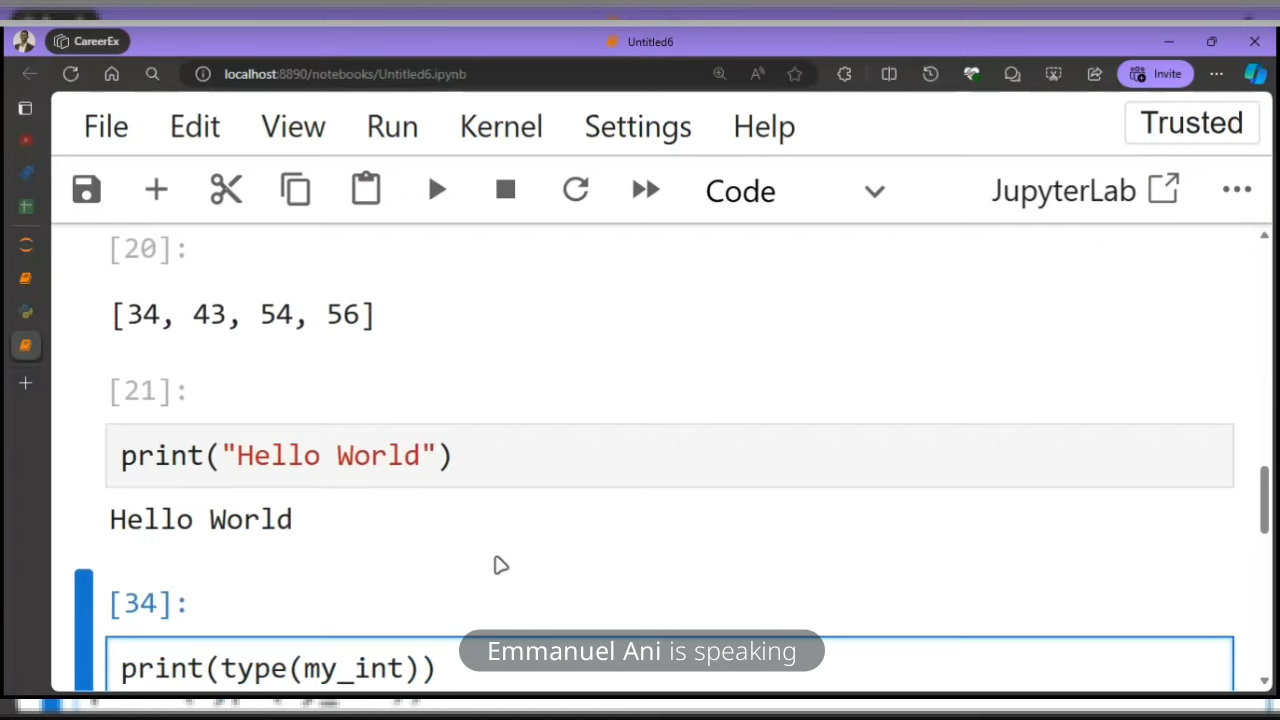 CareerEx
Untitled6
localhost:8890/notebooks/Untitled6.ipynb
Invite
File Edit View Run Kernel Settings Help
Trusted
Code
JupyterLab
[20]:
[34, 43, 54, 56]
[21]:
print("Hello World")
Hello World
[34]:
print(type(my_int))
Emmanuel Ani is speaking